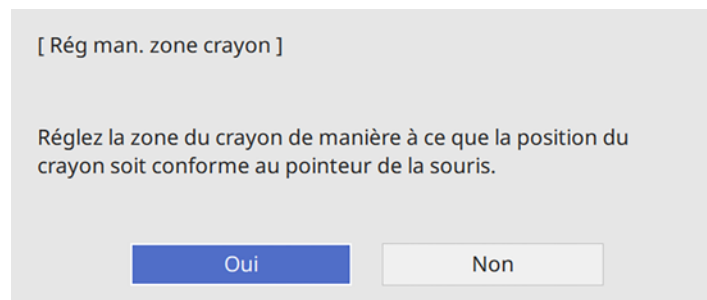 [ Rég man. zone crayon ]
Réglez la zone du crayon de manière à ce que la position du
crayon soit conforme au pointeur de la souris.
Oui
Non